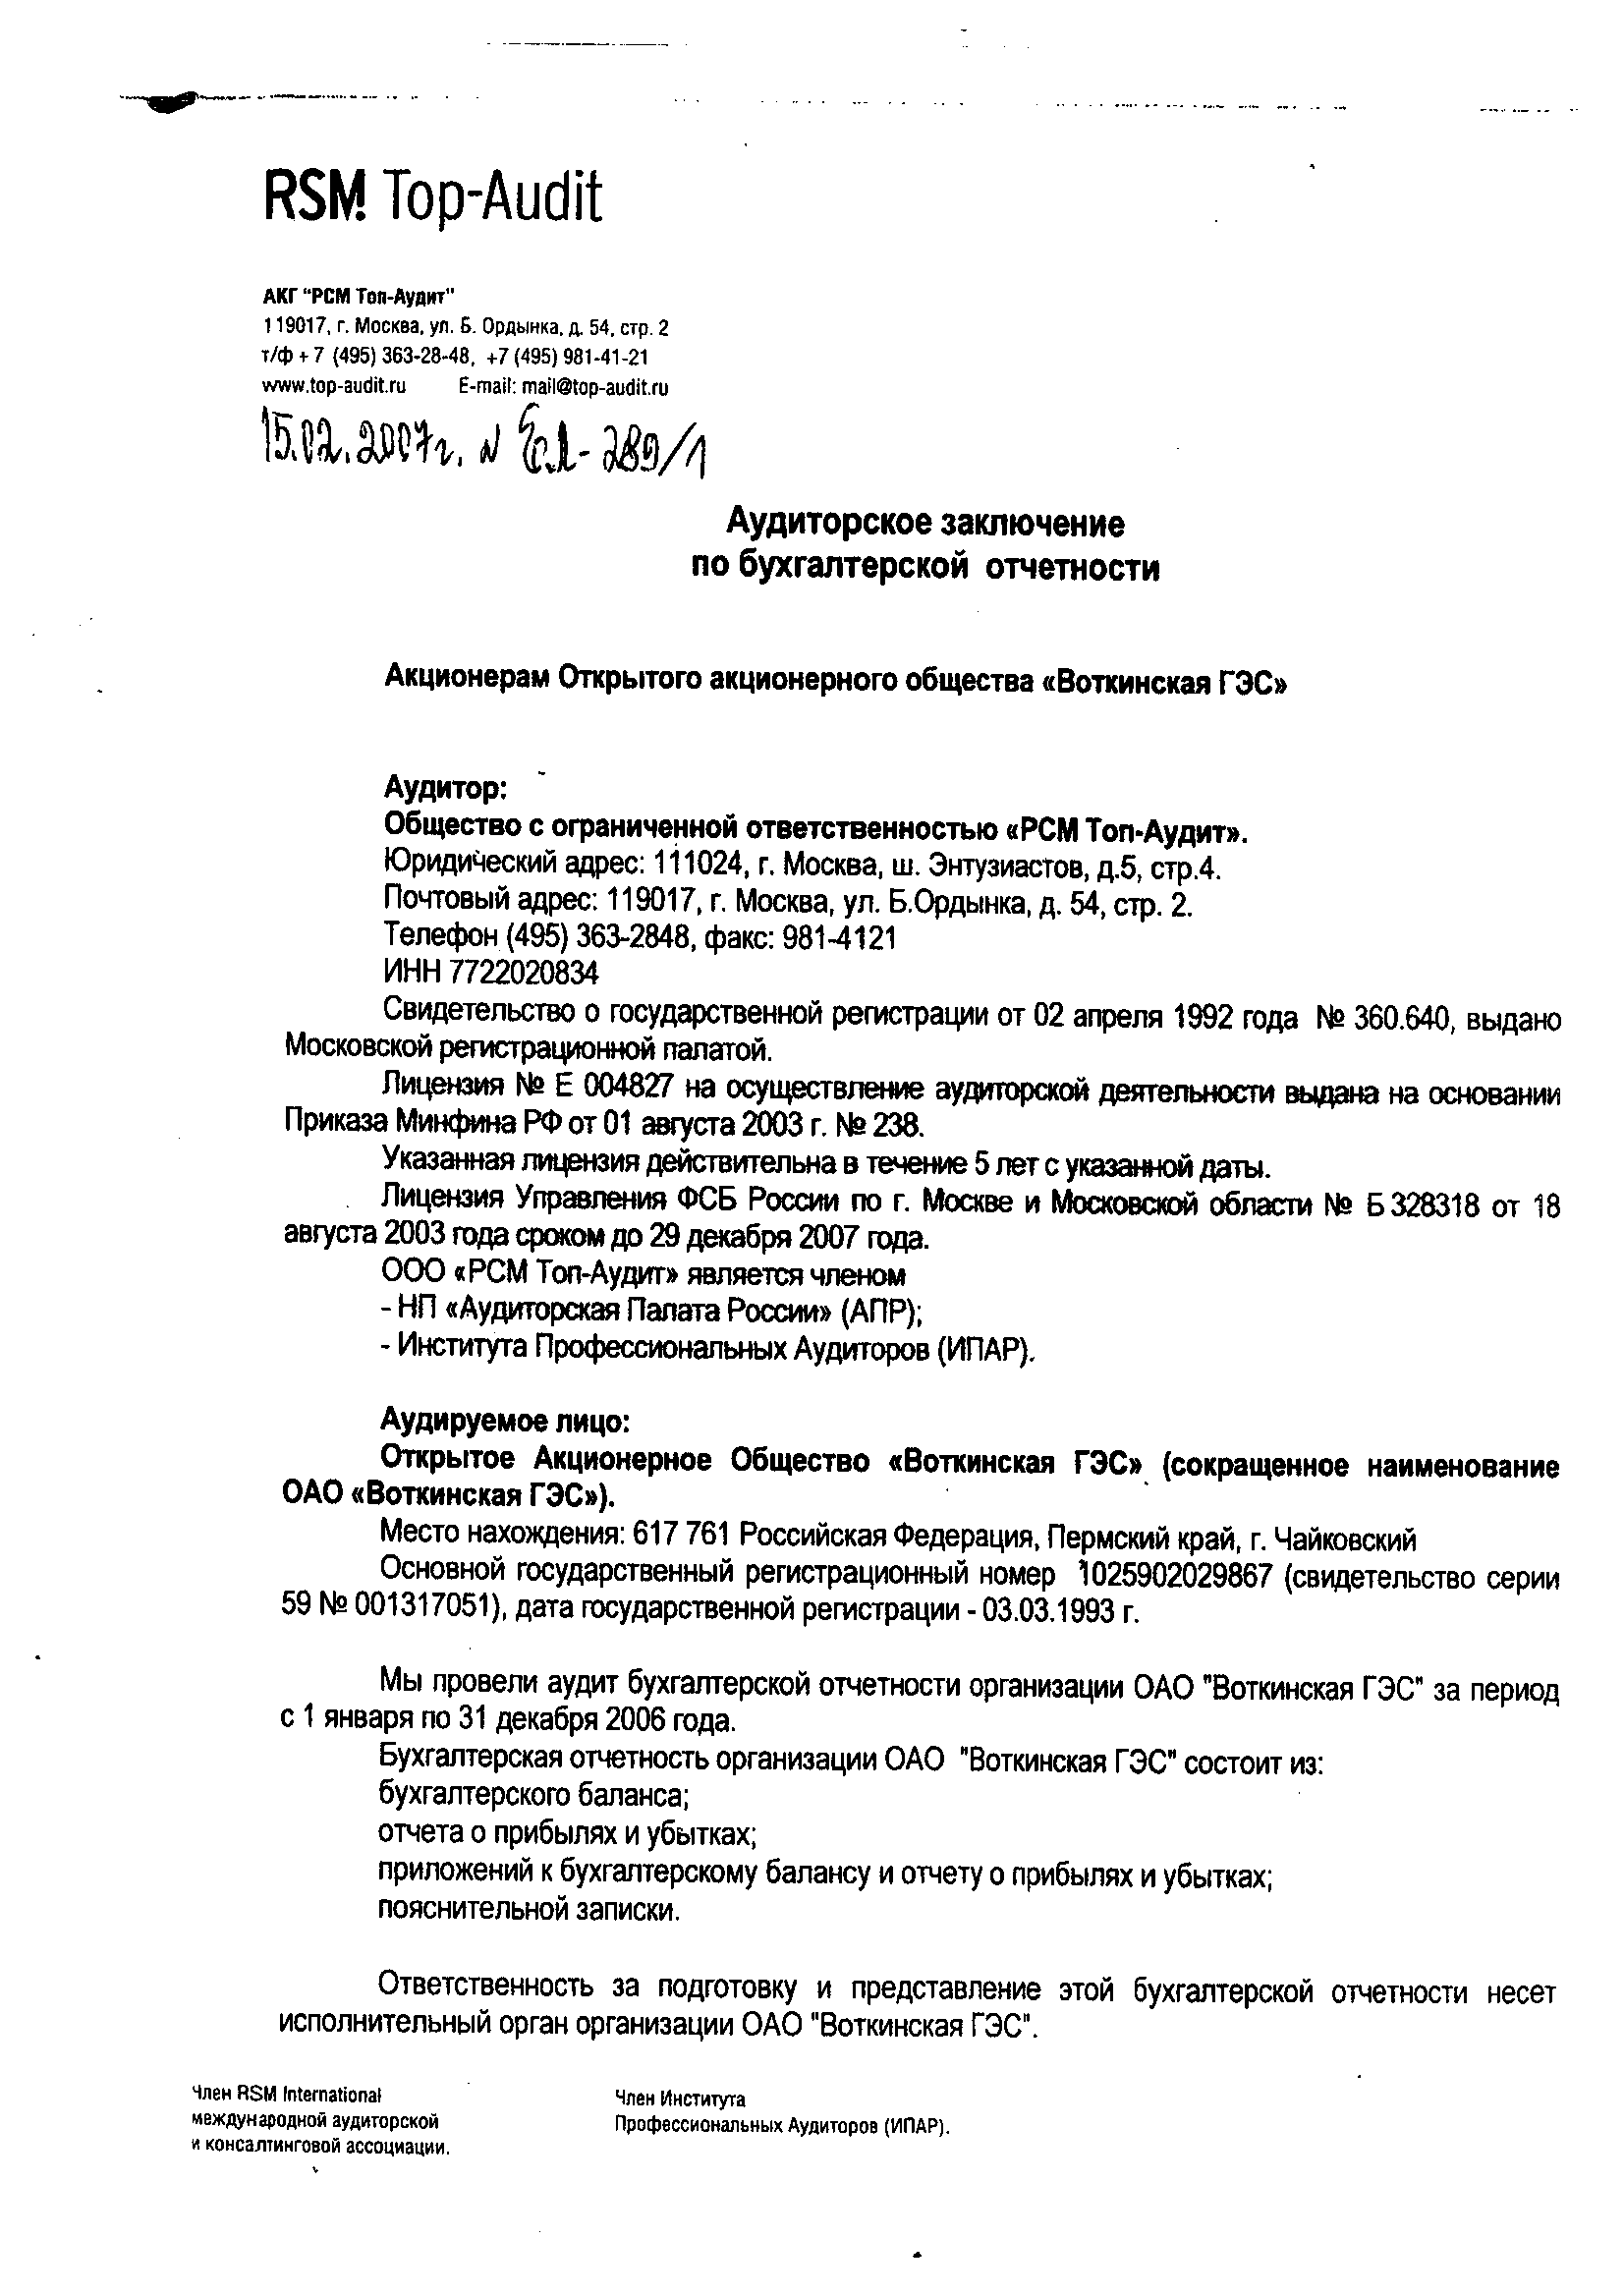 RSM Top-Audit
АКГ "РСМ Топ-Аудит"
119017, г. Москва, ул. Б. Ордынка, д. 54, стр. 2
т/ф + 7 (495) 363-28-48, +7 (495) 981-41-21
www.top-audit.ru E-mail: mail@top-audit.ru
15.02.2007г. N - 289/1
Аудиторское заключение
по бухгалтерской отчетности
Акционерам Открытого акционерного общества «Воткинская ГЭС»
Аудитор:
Общество с ограниченной ответственностью «РСМ Топ-Аудит».
Юридический адрес: 111024, г. Москва, ш. Энтузиастов, д.5, стр.4.
Почтовый адрес: 119017, г. Москва, ул. Б.Ордынка, д. 54, стр. 2.
Телефон (495) 363-2848, факс: 981-4121
ИНН 7722020834
Свидетельство о государственной регистрации от 02 апреля 1992 года № 360.640, выдано
Московской регистрационной палатой.
Лицензия № Е 004827 на осуществление аудиторской деятельности выдана на основании
Приказа Минфина РФ от 01 августа 2003 г. № 238.
Указанная лицензия действительна в течение 5 лет с указанной даты.
Лицензия Управления ФСБ России по г. Москве и Московской области № Б 328318 от 18
августа 2003 года сроком до 29 декабря 2007 года.
ООО «РСМ Топ-Аудит» является членом
- НП «Аудиторская Палата России» (АПР);
- Института Профессиональных Аудиторов (ИПАР).
Аудируемое лицо:
Открытое Акционерное Общество «Воткинская ГЭС» (сокращенное наименование
ОАО «Воткинская ГЭС»).
Место нахождения: 617 761 Российская Федерация, Пермский край, г. Чайковский
Основной государственный регистрационный номер 1025902029867 (свидетельство серии
59 № 001317051), дата государственной регистрации - 03.03.1993 г.
Мы провели аудит бухгалтерской отчетности организации ОАО "Воткинская ГЭС" за период
с 1 января по 31 декабря 2006 года.
Бухгалтерская отчетность организации ОАО "Воткинская ГЭС" состоит из:
бухгалтерского баланса;
отчета о прибылях и убытках;
приложений к бухгалтерскому балансу и отчету о прибылях и убытках;
пояснительной записки.
Ответственность за подготовку и представление этой бухгалтерской отчетности несет
исполнительный орган организации ОАО "Воткинская ГЭС".
Член RSM International
международной аудиторской
и консалтинговой ассоциации.
Член Института
Профессиональных Аудиторов (ИПАР).